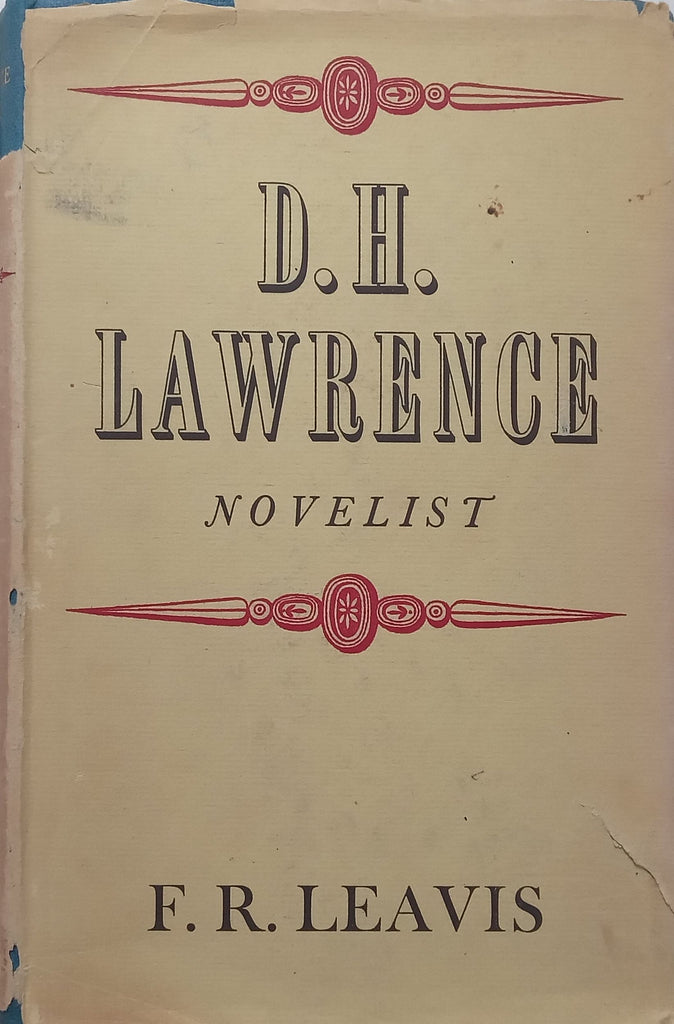 D. H.
LAWRENCE
NOVELIST
F. R. LEAVIS